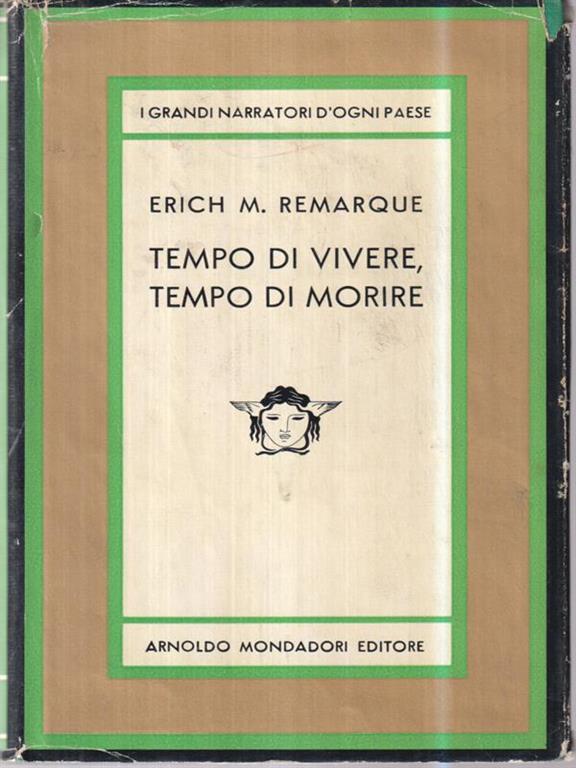 I GRANDI NARRATORI D'OGNI PAESE
ERICH M. REMARQUE
TEMPO DI VIVERE,
TEMPO DI MORIRE
ARNOLDO MONDADORI EDITORE